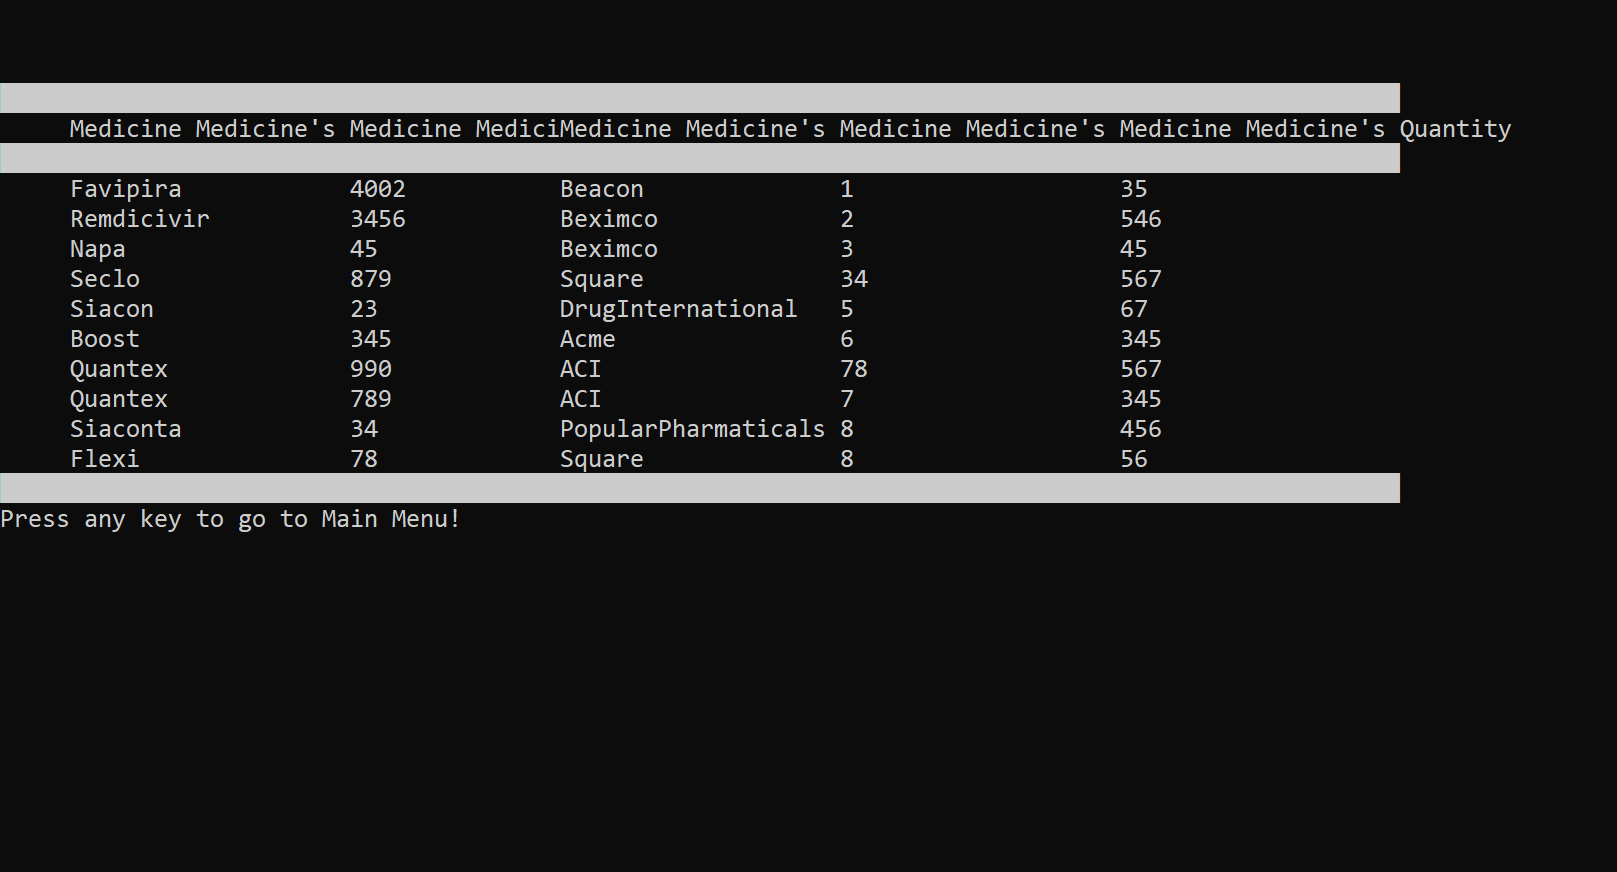 Medicine Medicine's Medicine MediciMedicine Medicine's Medicine Medicine's Medicine Medicine's Quantity
Favipira 4002 Beacon 1 35
Remdicivir 3456 Beximco 2 546
Napa 45 Beximco 3 45
Seclo 879 Square 34 567
Siacon 23 DrugInternational 5 67
Boost 345 Acme 6 345
Quantex 990 ACI 78 567
Quantex 789 ACI 7 345
Siaconta 34 PopularPharmaticals 8 456
Flexi 78 Square 8 56
Press any key to go to Main Menu!